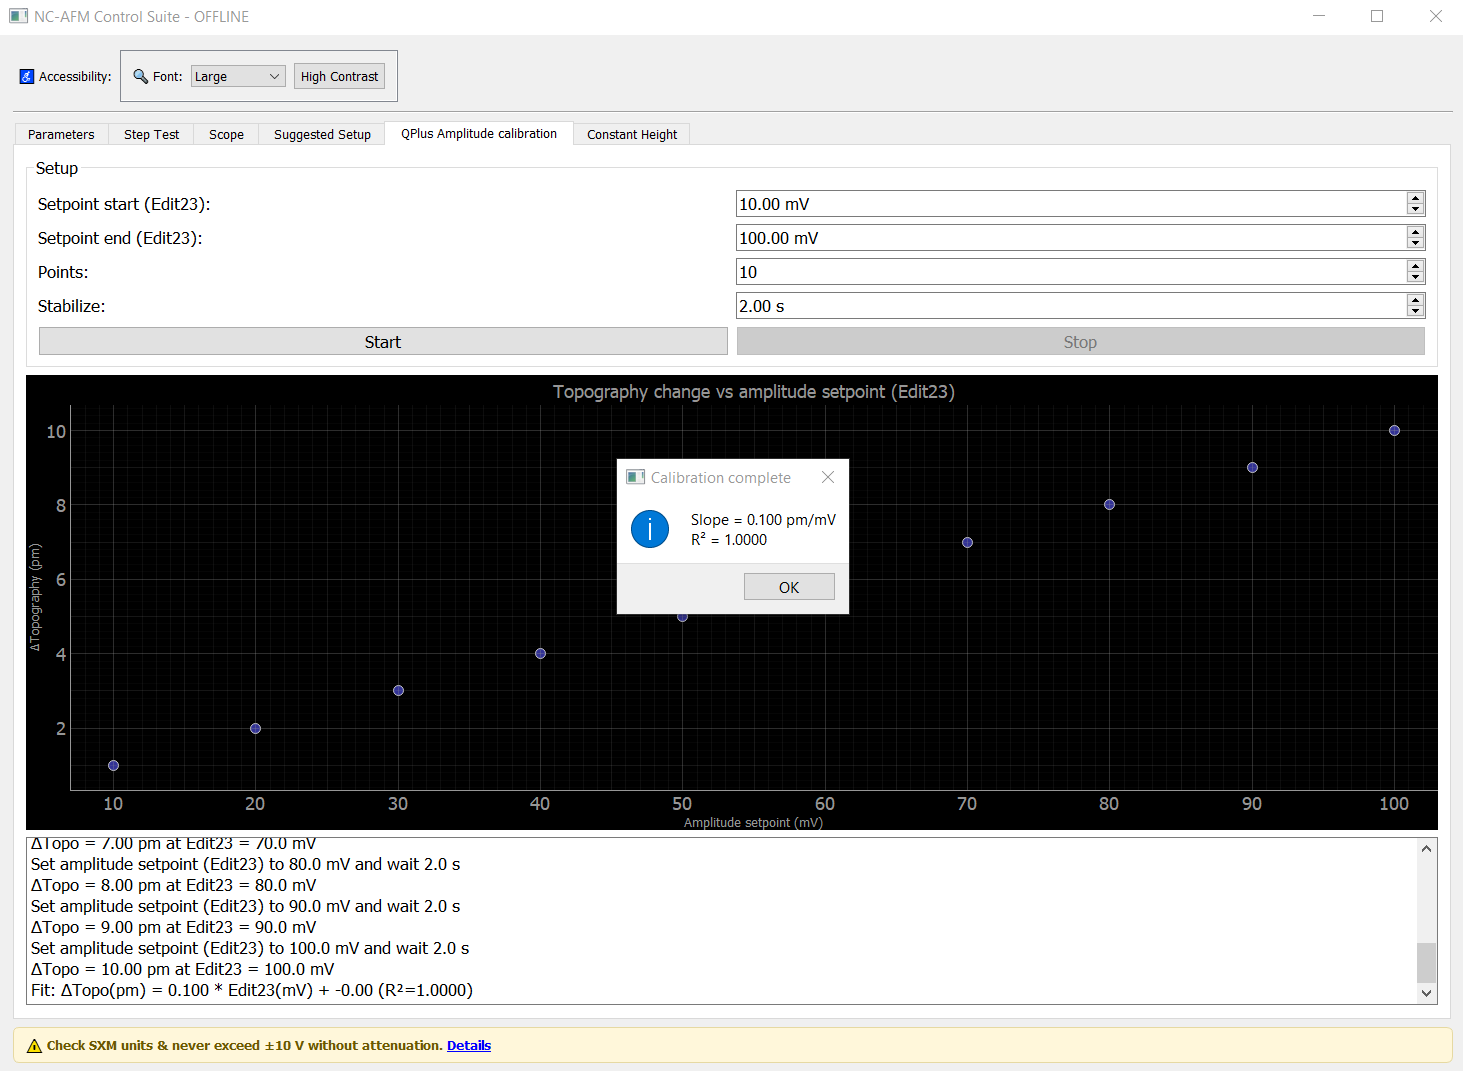 NC-AFM Control Suite - OFFLINE
Accessibility: Font: Large High Contrast
Parameters Step Test Scope Suggested Setup QPlus Amplitude calibration Constant Height
Setup
Setpoint start (Edit23): 10.00 mV
Setpoint end (Edit23): 100.00 mV
Points: 10
Stabilize: 2.00 s
Start Stop
Topography change vs amplitude setpoint (Edit23)
10
8
6
4
2
ΔTopography (pm)
Calibration complete
Slope = 0.100 pm/mV
R² = 1.0000
OK
10 20 30 40 50 60 70 80 90 100
Amplitude setpoint (mV)
ΔTopo = 7.00 pm at Edit23 = 70.0 mV
Set amplitude setpoint (Edit23) to 80.0 mV and wait 2.0 s
ΔTopo = 8.00 pm at Edit23 = 80.0 mV
Set amplitude setpoint (Edit23) to 90.0 mV and wait 2.0 s
ΔTopo = 9.00 pm at Edit23 = 90.0 mV
Set amplitude setpoint (Edit23) to 100.0 mV and wait 2.0 s
ΔTopo = 10.00 pm at Edit23 = 100.0 mV
Fit: ΔTopo(pm) = 0.100 * Edit23(mV) + -0.00 (R²=1.0000)
Check SXM units & never exceed ±10 V without attenuation. Details